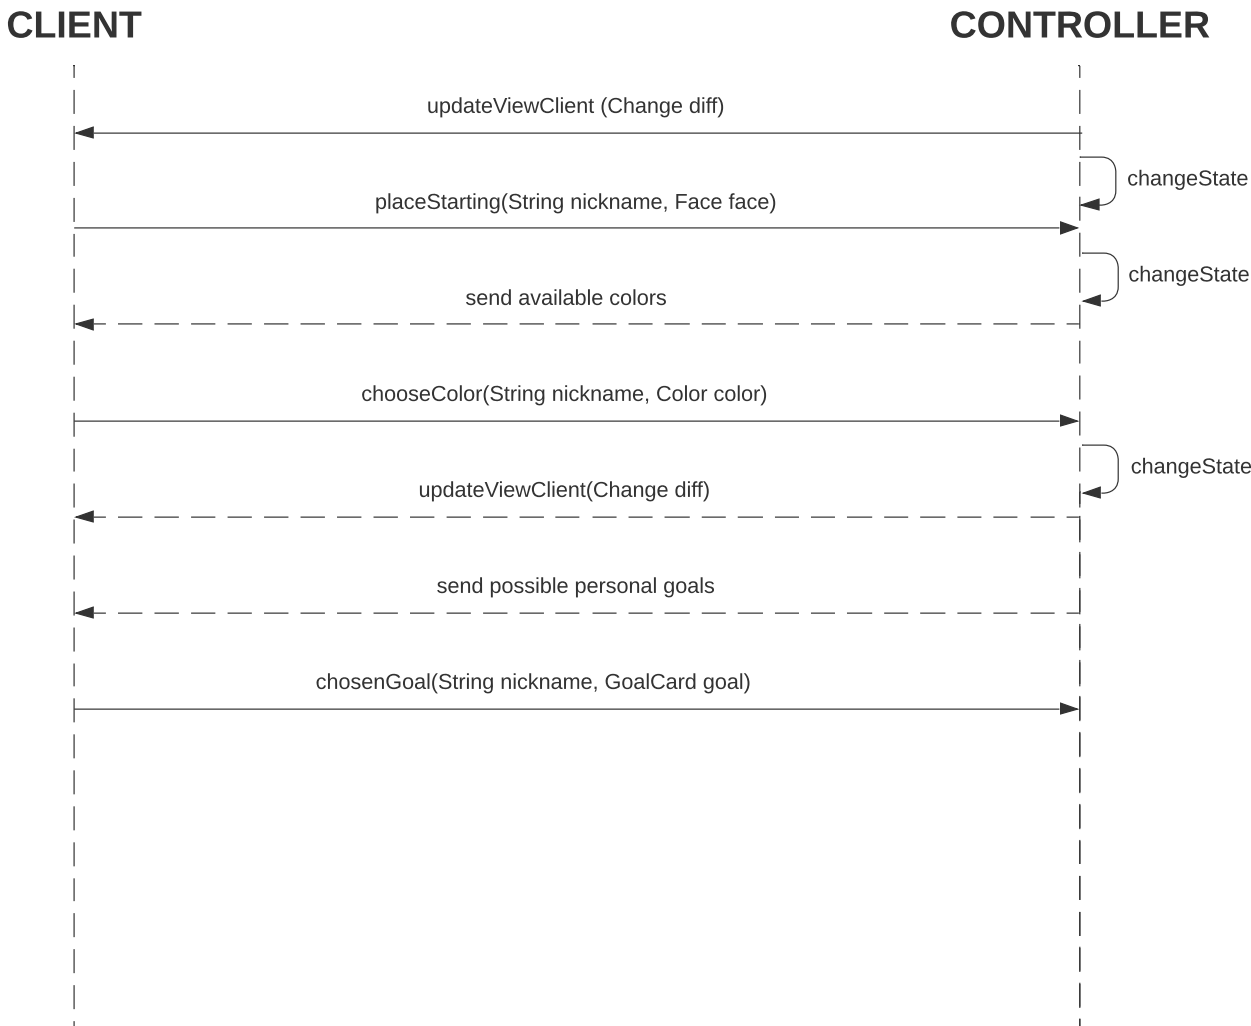 CLIENT
CONTROLLER
updateViewClient (Change diff)
changeState
placeStarting(String nickname, Face face)
changeState
send available colors
chooseColor(String nickname, Color color)
changeState
updateViewClient(Change diff)
send possible personal goals
chosenGoal(String nickname, GoalCard goal)